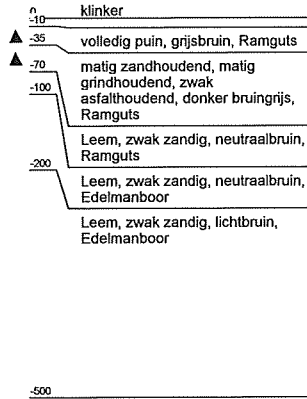 0
klinker
-10
-35
volledig puin, grijsbruin, Ramguts
-70
matig zandhoudend, matig
grindhoudend, zwak
asfalthoudend, donker bruingrijs,
Ramguts
-100
Leem, zwak zandig, neutraalbruin,
Ramguts
-200
Leem, zwak zandig, neutraalbruin,
Edelmanboor
Leem, zwak zandig, lichtbruin,
Edelmanboor
-500